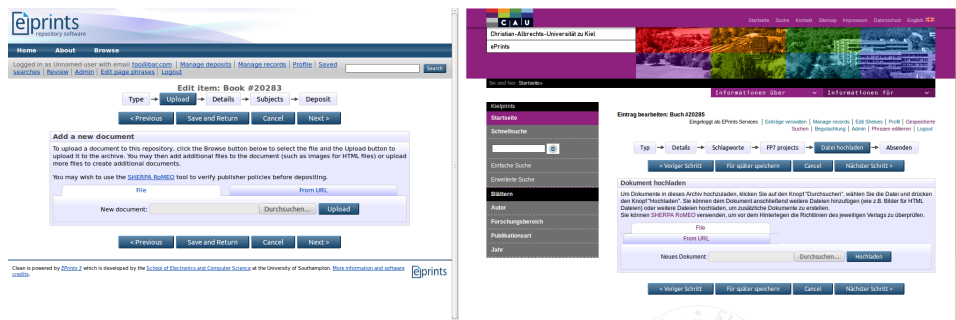 eprints
repository software
Home About Browse
Logged in as Unnamed user with email foo@bar.com | Manage deposits | Manage records | Profile | Saved
searches | Review | Admin | Edit page phrases | Logout
Search
Edit item: Book #20283
Type → Upload → Details → Subjects → Deposit
< Previous Save and Return Cancel Next >
Add a new document
To upload a document to this repository, click the Browse button below to select the file and the Upload button to
upload it to the archive. You may then add additional files to the document (such as images for HTML files) or upload
more files to create additional documents.
You may wish to use the SHERPA RoMEO tool to verify publisher policies before depositing.
File From URL
New document: Durchsuchen... Upload
< Previous Save and Return Cancel Next >
Clean is powered by EPrints 3 which is developed by the School of Electronics and Computer Science at the University of Southampton. More information and software
credits.
eprints
C A U
Startseite Suche Kontakt Sitemap Impressum Datenschutz English
Christian-Albrechts-Universität zu Kiel
ePrints
Sie sind hier: Startseite»
Informationen über Informationen für
Kielprints
Startseite
Schnellsuche
Einfache Suche
Erweiterte Suche
Blättern
Autor
Forschungsbereich
Publikationsart
Jahr
Eintrag bearbeiten: Buch #20285
Eingeloggt als EPrints Services | Einträge verwalten | Manage records | Edit Shelves | Profil | Gespeicherte
Suchen | Begutachtung | Admin | Phrasen editieren | Logout
Typ → Details → Schlagworte → FP7 projects → Datei hochladen → Absenden
< Voriger Schritt Für später speichern Cancel Nächster Schritt >
Dokument hochladen
Um Dokumente in dieses Archiv hochzuladen, klicken Sie auf den Knopf "Durchsuchen", wählen Sie die Datei und drücken
den Knopf "Hochladen". Sie können dem Dokument anschließend weitere Dateien hinzufügen (wie z.B. Bilder für HTML
Dateien) oder weitere Dateien hochladen, um zusätzliche Dokumente zu erstellen.
Sie können SHERPA RoMEO verwenden, um vor dem Hinterlegen die Richtlinien des jeweiligen Verlags zu überprüfen.
File
From URL
Neues Dokument: Durchsuchen... Hochladen
< Voriger Schritt Für später speichern Cancel Nächster Schritt >